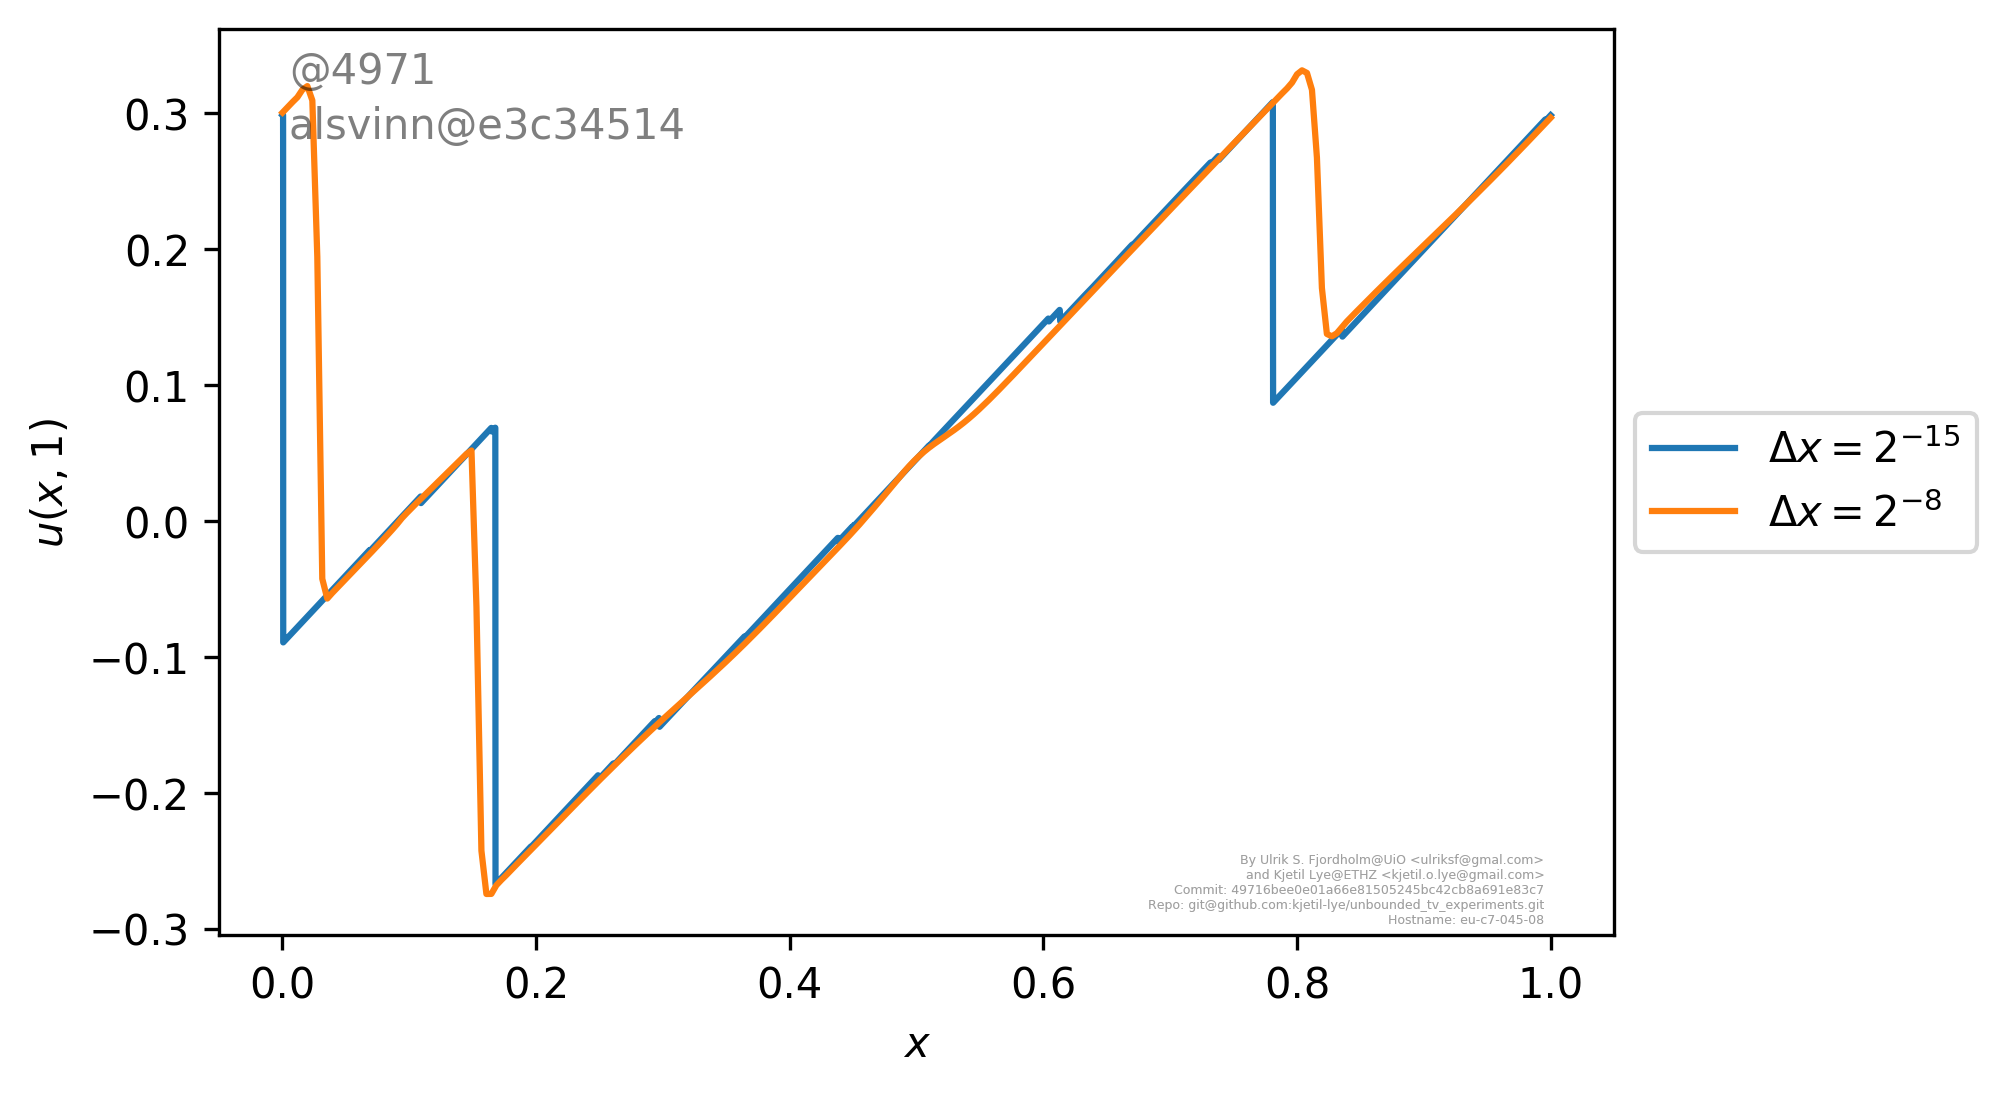 @4971
alsvinn@e3c34514
0.3
0.2
0.1
0.0
−0.1
−0.2
−0.3
u(x, 1)
0.0 0.2 0.4 0.6 0.8 1.0
x
Δx = 2⁻¹⁵
Δx = 2⁻⁸
By Ulrik S. Fjordholm@UiO <ulriksf@gmal.com>
and Kjetil Lye@ETHZ <kjetil.o.lye@gmail.com>
Commit: 49716bee0e01a66e81505245bc42cb8a691e83c7
Repo: git@github.com:kjetil-lye/unbounded_tv_experiments.git
Hostname: eu-c7-045-08